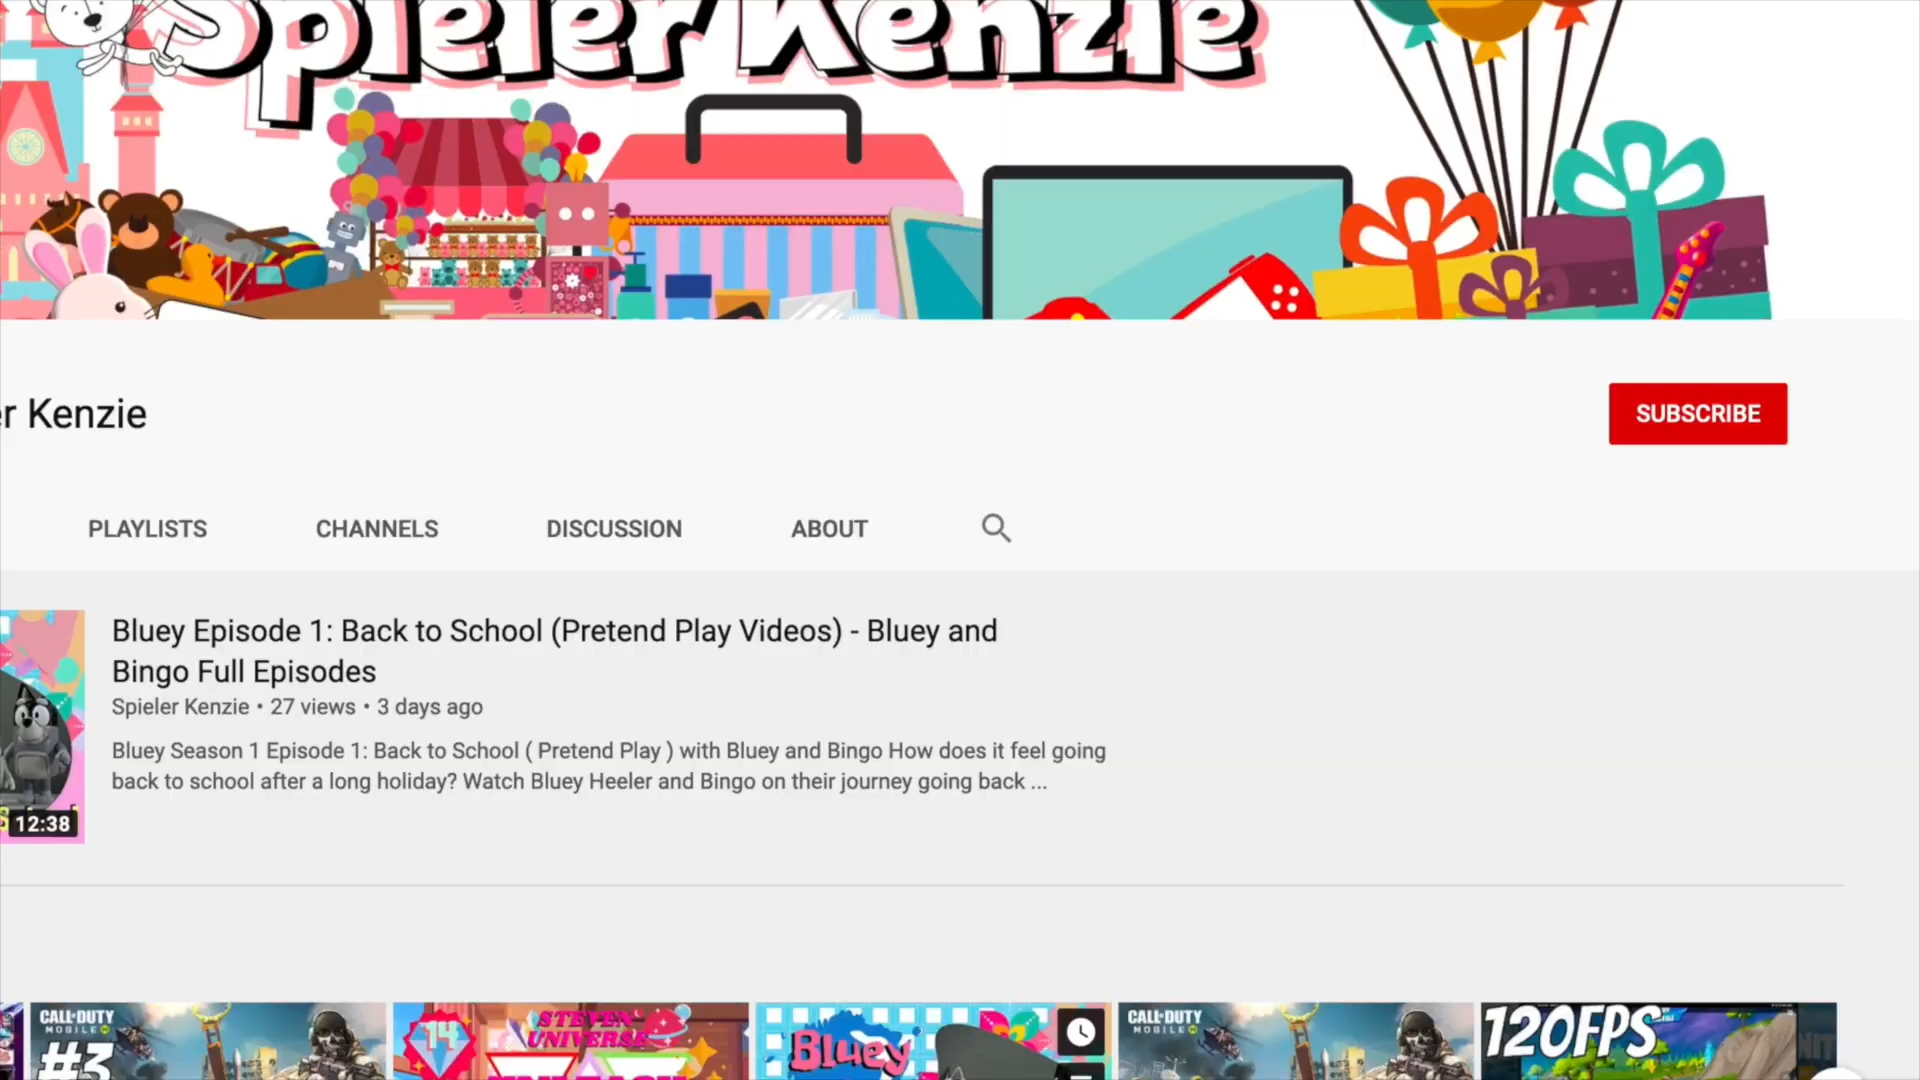 Spieler Kenzie
er Kenzie
SUBSCRIBE
PLAYLISTS
CHANNELS
DISCUSSION
ABOUT
Bluey Episode 1: Back to School (Pretend Play Videos) - Bluey and
Bingo Full Episodes
Spieler Kenzie • 27 views • 3 days ago
Bluey Season 1 Episode 1: Back to School ( Pretend Play ) with Bluey and Bingo How does it feel going
back to school after a long holiday? Watch Bluey Heeler and Bingo on their journey going back ...
12:38
CALL OF DUTY
MOBILE
#3
14
STEVEN
UNIVERSE
Bluey
CALL OF DUTY
MOBILE
120FPS